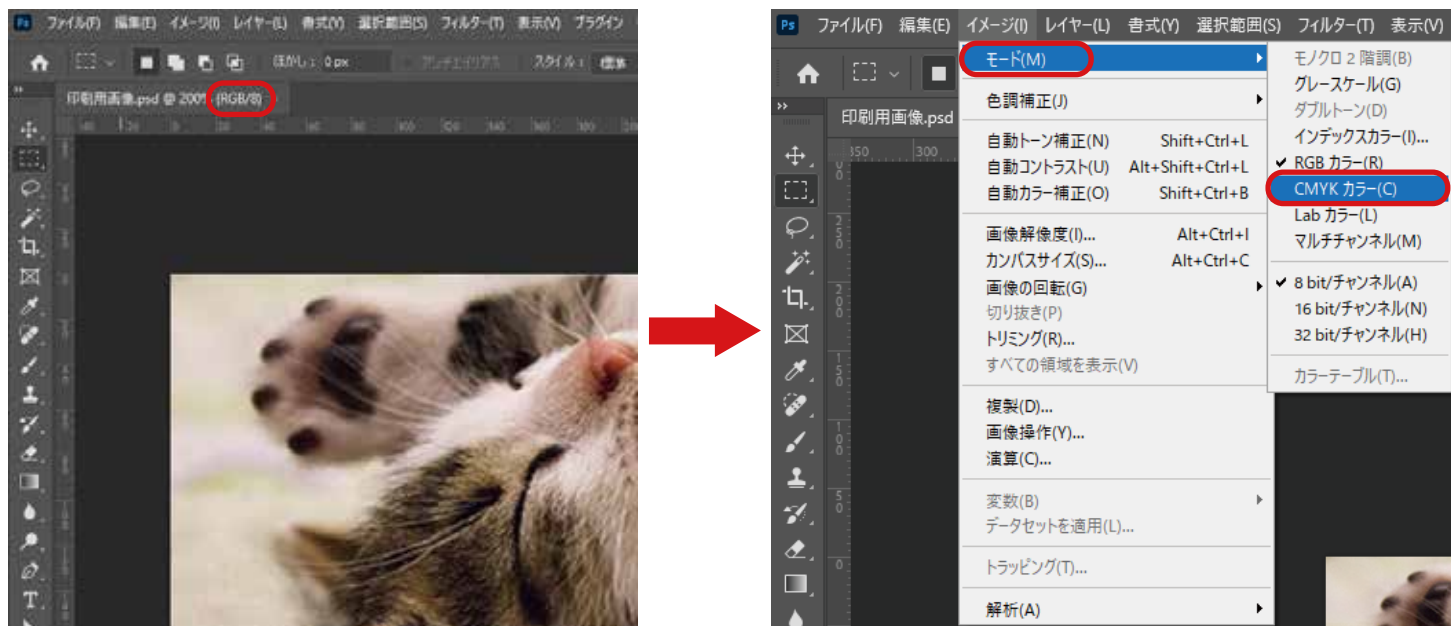 Ps ファイル(F) 編集(E) イメージ(I) レイヤー(L) 書式(Y) 選択範囲(S) フィルター(T) 表示(V) プラグイン
ぼかし： 0 px アンチエイリアス スタイル： 標準
印刷用画像.psd @ 200% (RGB/8)
Ps ファイル(F) 編集(E) イメージ(I) レイヤー(L) 書式(Y) 選択範囲(S) フィルター(T) 表示(V)
印刷用画像.psd
350 300
250
200
150
100
50
0
モード(M)
色調補正(J)
自動トーン補正(N) Shift+Ctrl+L
自動コントラスト(U) Alt+Shift+Ctrl+L
自動カラー補正(O) Shift+Ctrl+B
画像解像度(I)... Alt+Ctrl+I
カンバスサイズ(S)... Alt+Ctrl+C
画像の回転(G)
切り抜き(P)
トリミング(R)...
すべての領域を表示(V)
複製(D)...
画像操作(Y)...
演算(C)...
変数(B)
データセットを適用(L)...
トラッピング(T)...
解析(A)
モノクロ 2 階調(B)
グレースケール(G)
ダブルトーン(D)
インデックスカラー(I)...
RGB カラー(R)
CMYK カラー(C)
Lab カラー(L)
マルチチャンネル(M)
8 bit/チャンネル(A)
16 bit/チャンネル(N)
32 bit/チャンネル(H)
カラーテーブル(T)...